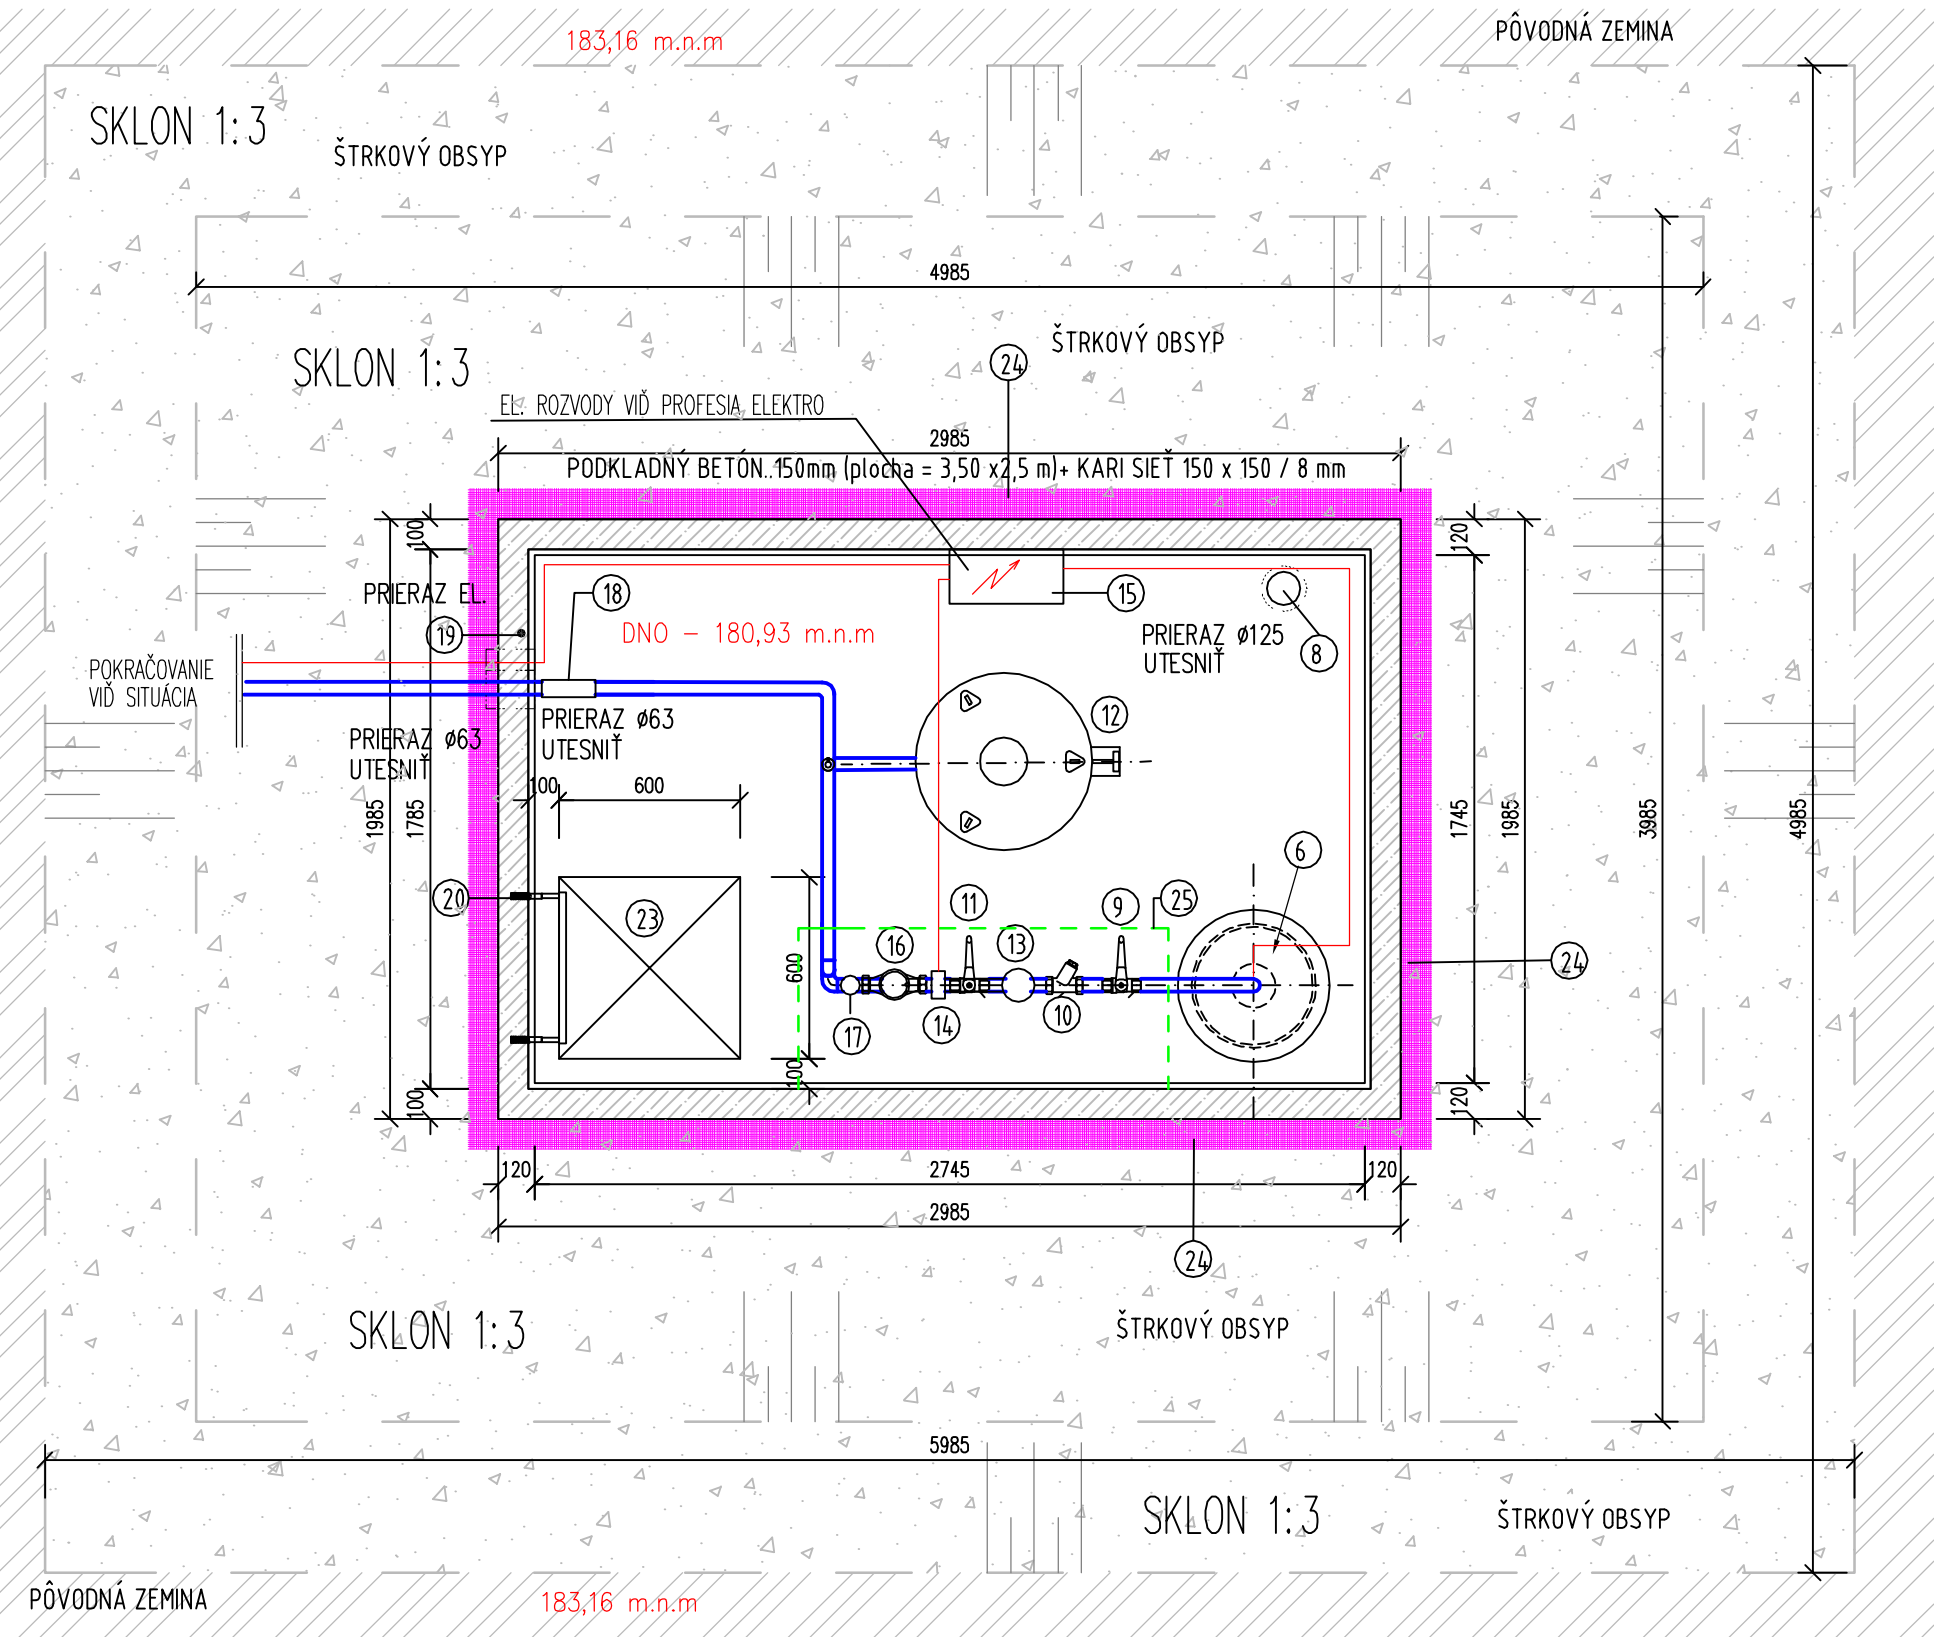 183,16 m.n.m
PÔVODNÁ ZEMINA
SKLON 1:3
ŠTRKOVÝ OBSYP
4985
ŠTRKOVÝ OBSYP
SKLON 1:3
24
EL. ROZVODY VIĎ PROFESIA ELEKTRO
2985
PODKLADNÝ BETÓN..150mm (plocha = 3,50 x2,5 m)+ KARI SIEŤ 150 x 150 / 8 mm
100
120
PRIERAZ EL.
18
15
19
DNO - 180,93 m.n.m
PRIERAZ ø125
UTESNIŤ
8
POKRAČOVANIE
VIĎ SITUÁCIA
PRIERAZ ø63
UTESNIŤ
PRIERAZ ø63
UTESNIŤ
12
100
600
1985
1785
1745
1985
3985
4985
6
20
23
11
9
25
16
13
600
24
17
14
10
100
100
120
120
2745
120
2985
24
SKLON 1:3
ŠTRKOVÝ OBSYP
5985
SKLON 1:3
ŠTRKOVÝ OBSYP
PÔVODNÁ ZEMINA
183,16 m.n.m